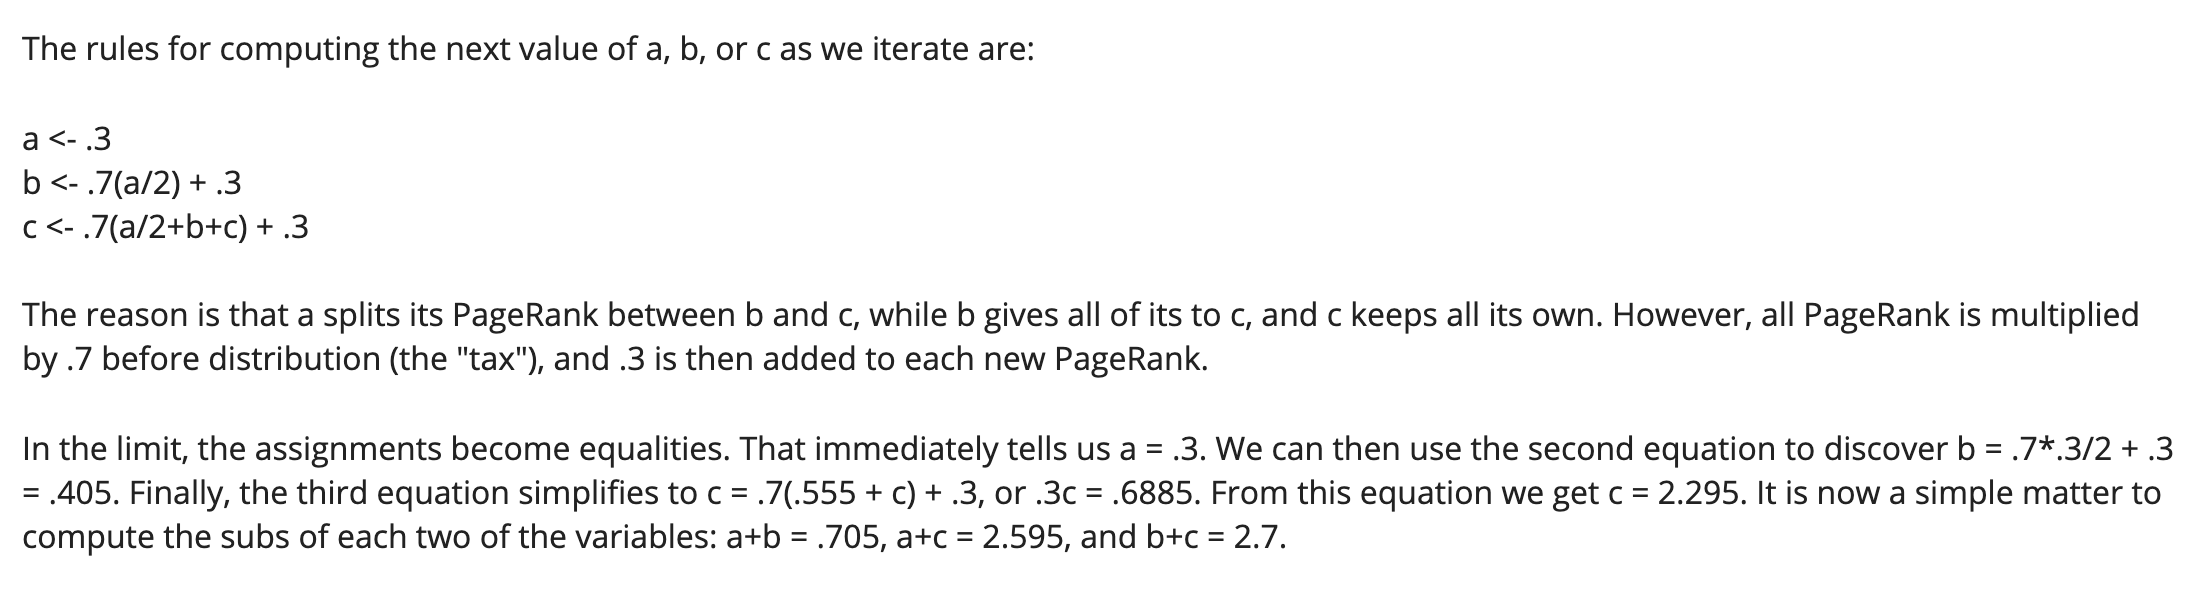 The rules for computing the next value of a, b, or c as we iterate are:
a <- .3
b <- .7(a/2) + .3
c <- .7(a/2+b+c) + .3
The reason is that a splits its PageRank between b and c, while b gives all of its to c, and c keeps all its own. However, all PageRank is multiplied
by .7 before distribution (the "tax"), and .3 is then added to each new PageRank.
In the limit, the assignments become equalities. That immediately tells us a = .3. We can then use the second equation to discover b = .7*.3/2 + .3
= .405. Finally, the third equation simplifies to c = .7(.555 + c) + .3, or .3c = .6885. From this equation we get c = 2.295. It is now a simple matter to
compute the subs of each two of the variables: a+b = .705, a+c = 2.595, and b+c = 2.7.